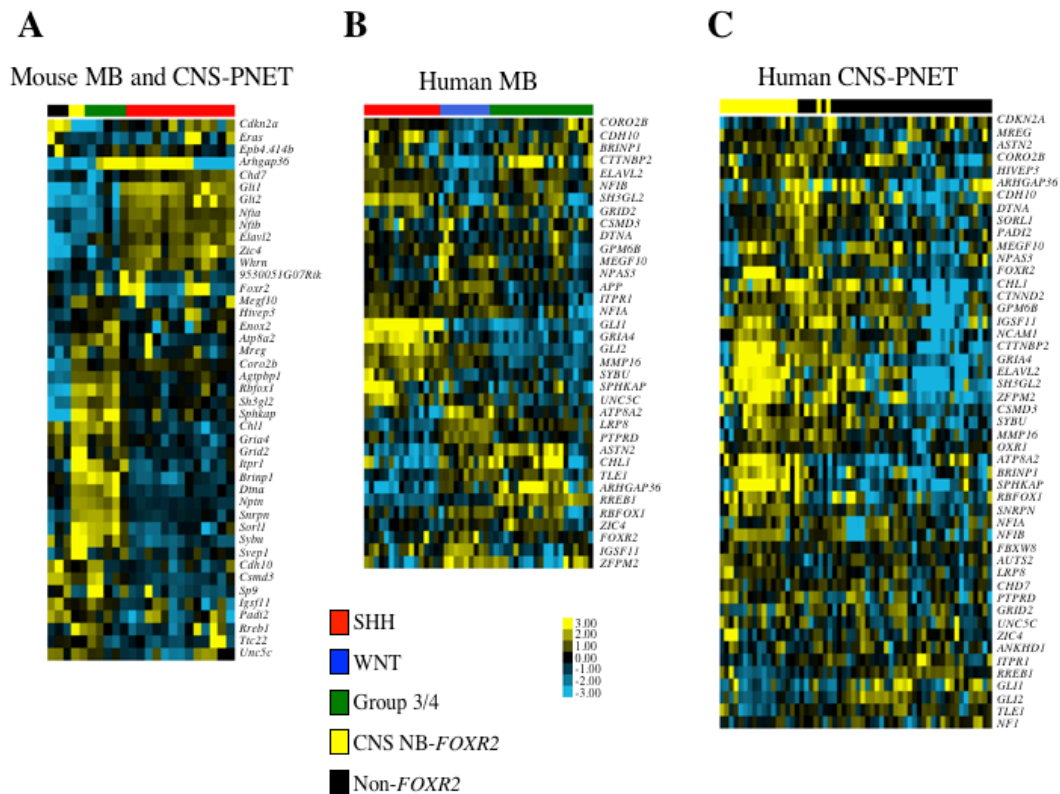 A
Mouse MB and CNS-PNET
Cdkn2a
Eras
Epb4.414b
Arhgap36
Chd7
Gli1
Gli2
Nfia
Nfib
Elavl2
Zic4
Whrn
9530051G07Rik
Foxr2
Megf10
Hivep3
Enox2
Atp8a2
Mreg
Coro2b
Agtpbp1
Rbfox1
Sh3gl2
Sphkap
Chl1
Gria4
Grid2
Itpr1
Brinp1
Dtna
Nptn
Snrpn
Sorl1
Sybu
Svep1
Cdh10
Csmd3
Sp9
Igsf11
Padi2
Rreb1
Ttc22
Unc5c
B
Human MB
CORO2B
CDH10
BRINP1
CTTNBP2
ELAVL2
NFIB
SH3GL2
GRID2
CSMD3
DTNA
GPM6B
MEGF10
NPAS3
APP
ITPR1
NFIA
GLI1
GRIA4
GLI2
MMP16
SYBU
SPHKAP
UNC5C
ATP8A2
LRP8
PTPRD
ASTN2
CHL1
TLE1
ARHGAP36
RREB1
RBFOX1
ZIC4
FOXR2
IGSF11
ZFPM2
SHH
WNT
Group 3/4
CNS NB-FOXR2
Non-FOXR2
3.00
2.00
1.00
0.00
-1.00
-2.00
-3.00
C
Human CNS-PNET
CDKN2A
MREG
ASTN2
CORO2B
HIVEP3
ARHGAP36
CDH10
DTNA
SORL1
PADI2
MEGF10
NPAS3
FOXR2
CHL1
CTNND2
GPM6B
IGSF11
NCAM1
CTTNBP2
GRIA4
ELAVL2
SH3GL2
ZFPM2
CSMD3
SYBU
MMP16
OXR1
ATP8A2
BRINP1
SPHKAP
RBFOX1
SNRPN
NFIA
NFIB
FBXW8
AUTS2
LRP8
CHD7
PTPRD
GRID2
UNC5C
ZIC4
ANKHD1
ITPR1
RREB1
GLI1
GLI2
TLE1
NF1